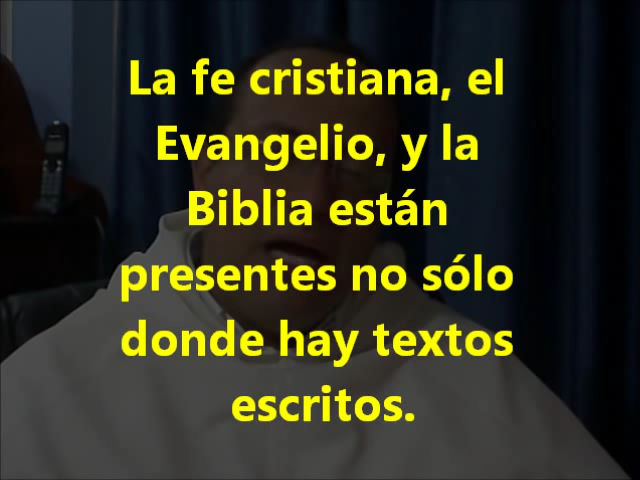 La fe cristiana, el
Evangelio, y la
Biblia están
presentes no sólo
donde hay textos
escritos.